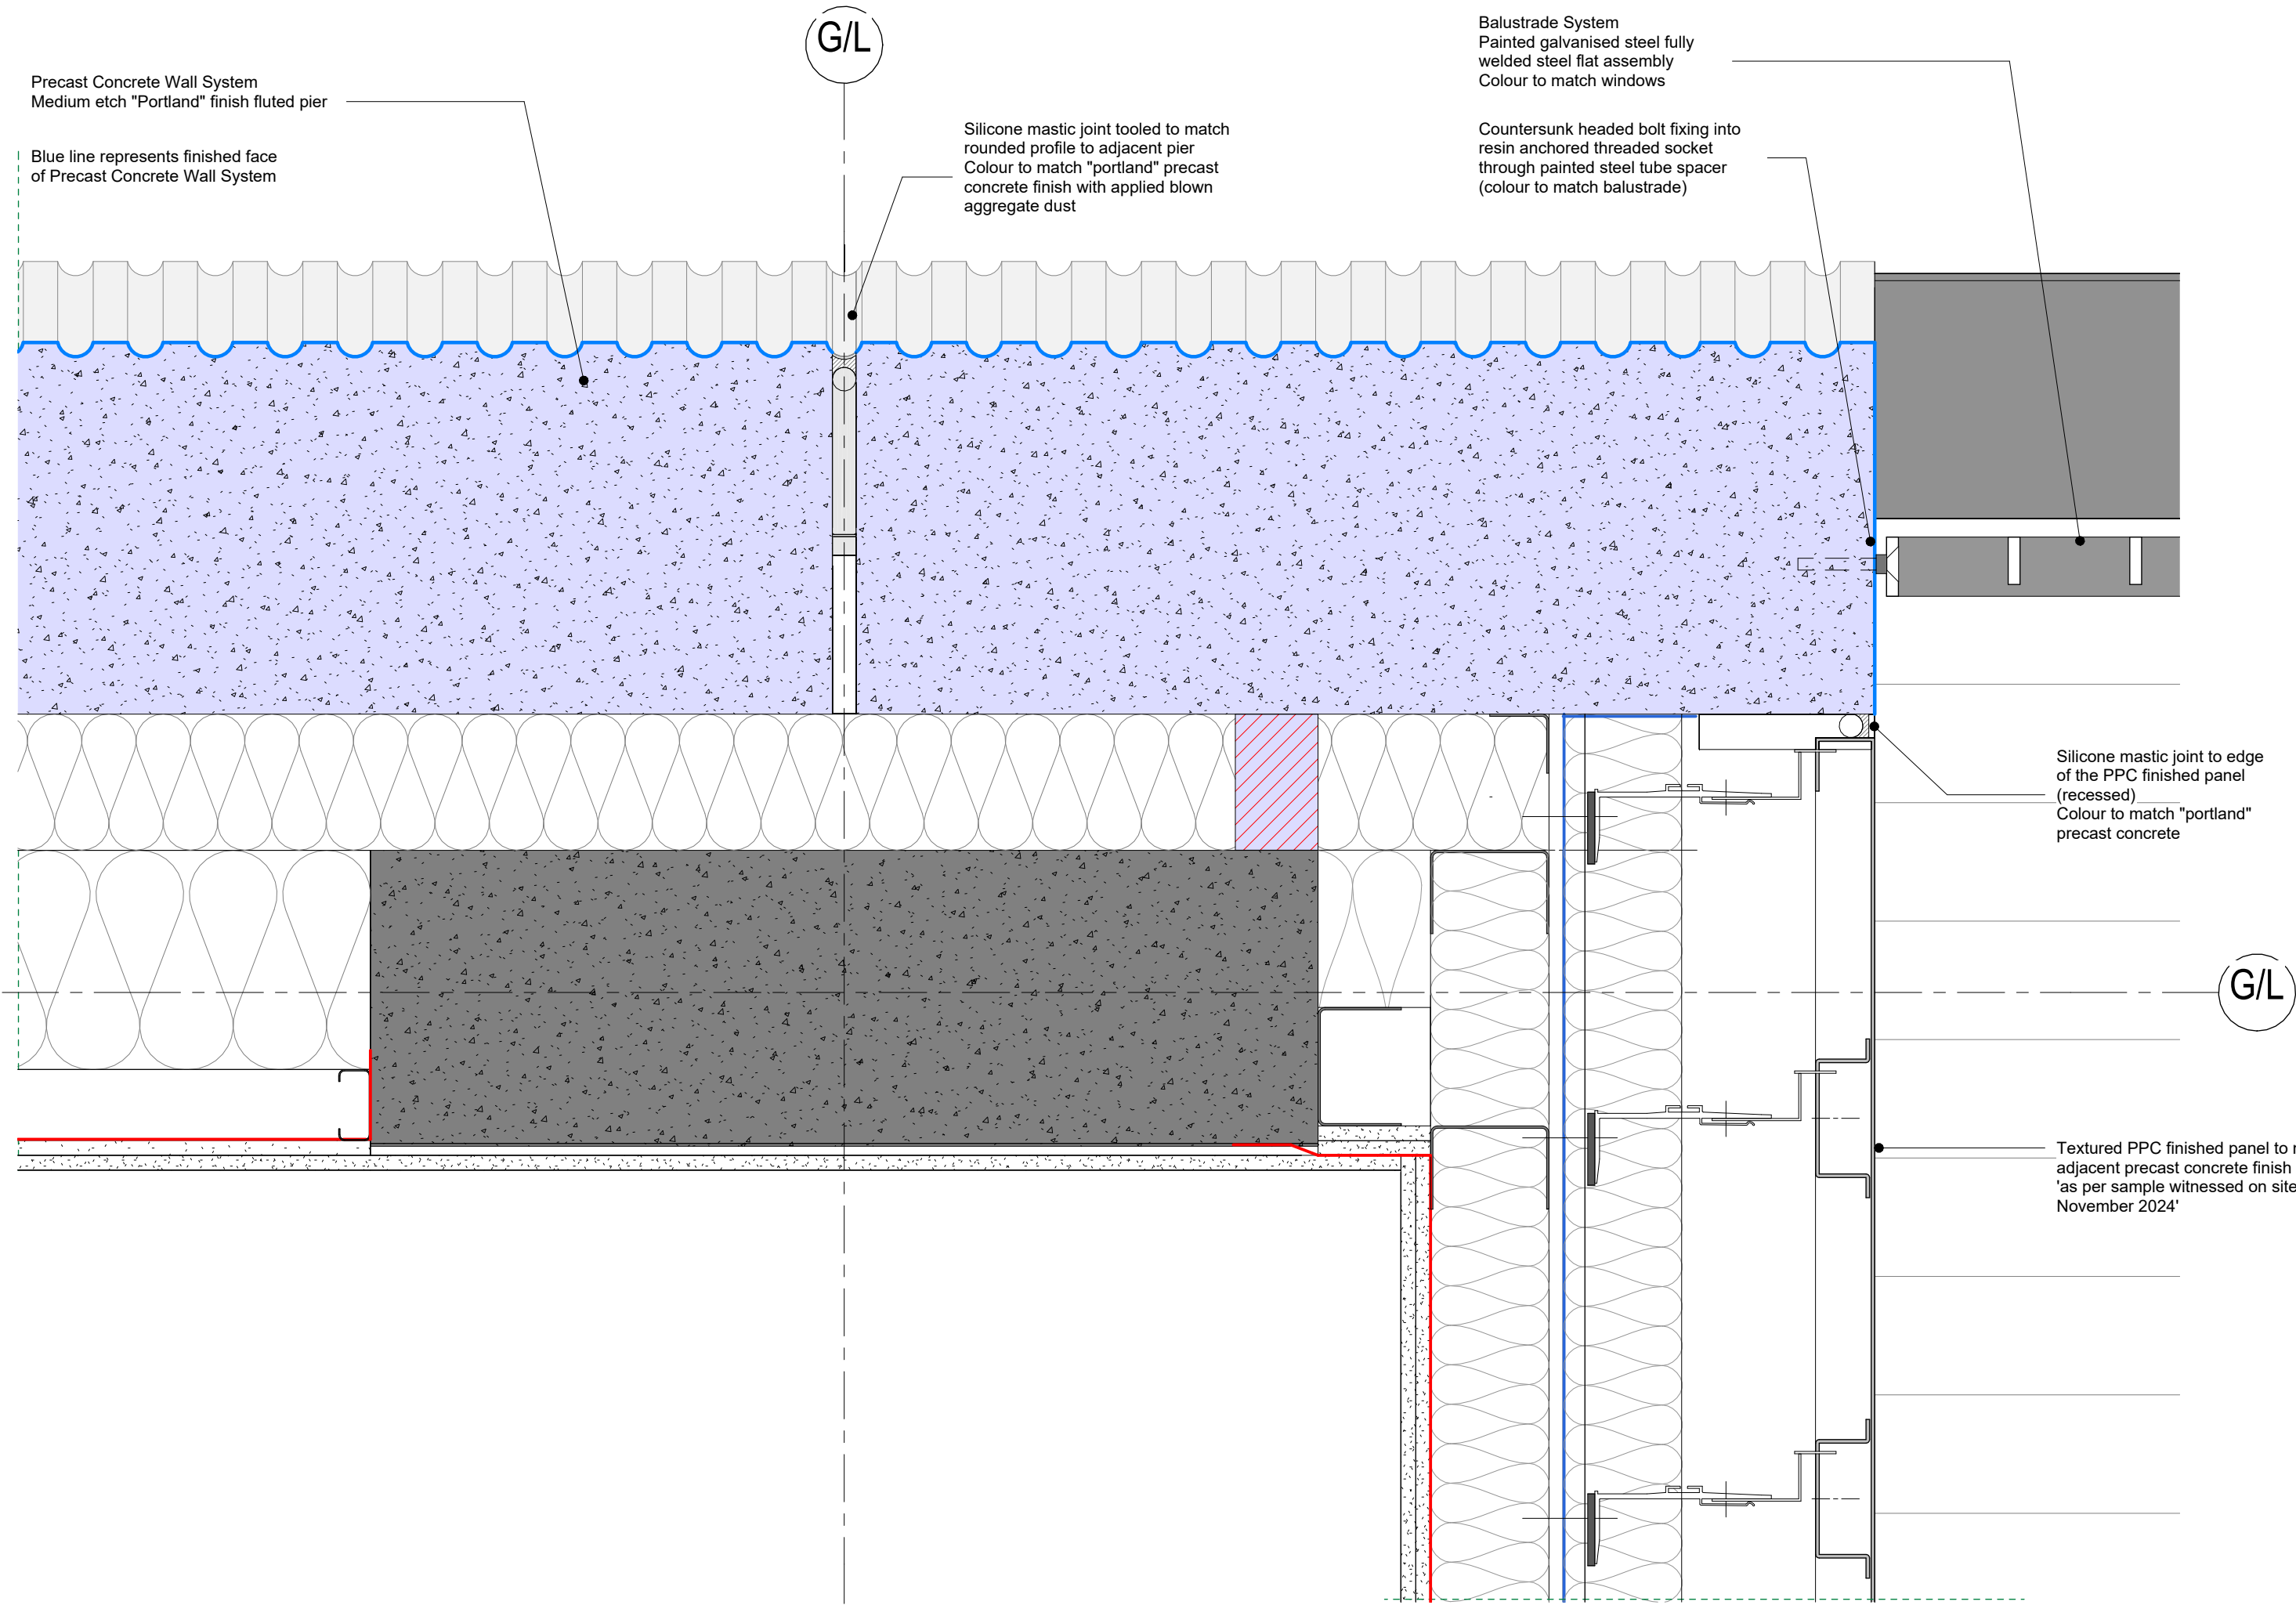 G/L
Precast Concrete Wall System
Medium etch "Portland" finish fluted pier
Blue line represents finished face
of Precast Concrete Wall System
Silicone mastic joint tooled to match
rounded profile to adjacent pier
Colour to match "portland" precast
concrete finish with applied blown
aggregate dust
Balustrade System
Painted galvanised steel fully
welded steel flat assembly
Colour to match windows
Countersunk headed bolt fixing into
resin anchored threaded socket
through painted steel tube spacer
(colour to match balustrade)
Silicone mastic joint to edge
of the PPC finished panel
(recessed)
Colour to match "portland"
precast concrete
G/L
Textured PPC finished panel to
adjacent precast concrete finish
'as per sample witnessed on site
November 2024'